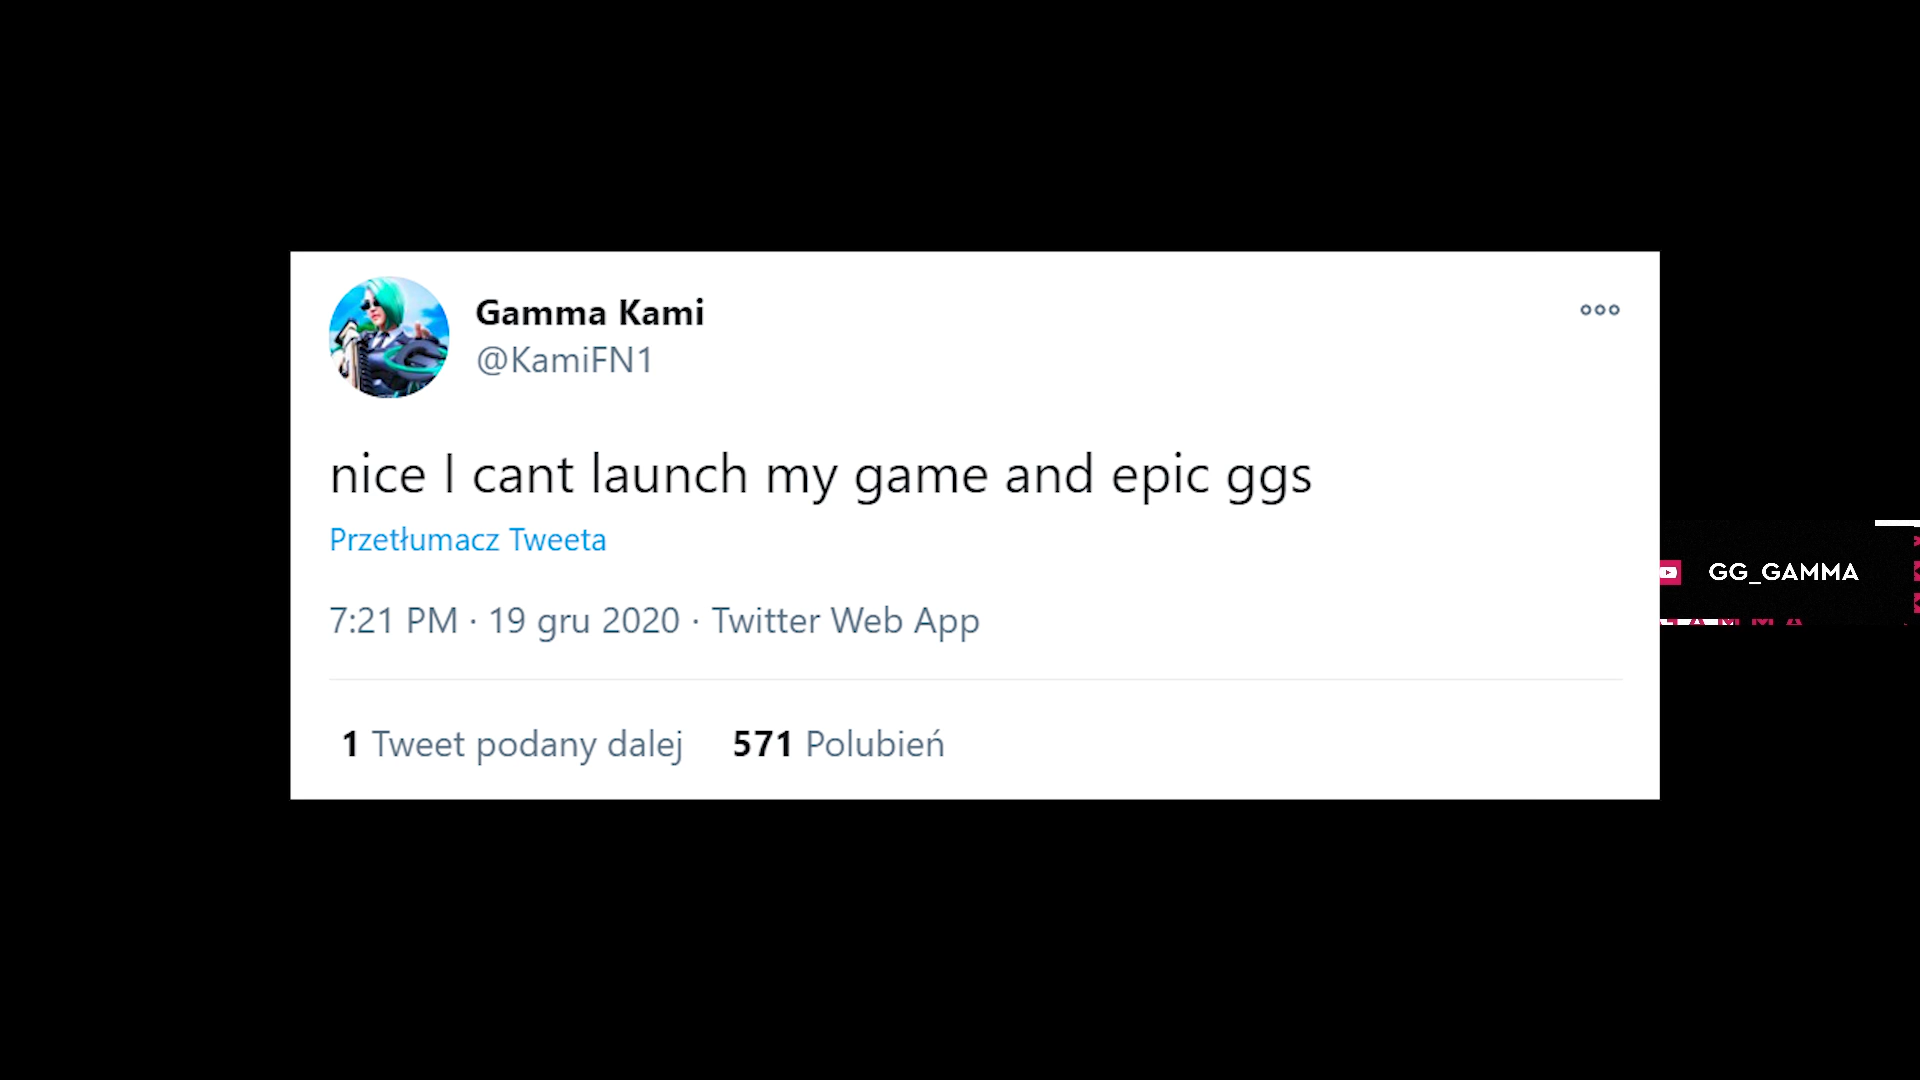 Gamma Kami
@KamiFN1
nice I cant launch my game and epic ggs
Przetłumacz Tweeta
7:21 PM · 19 gru 2020 · Twitter Web App
1 Tweet podany dalej 571 Polubień
GG_GAMMA
GAMMA